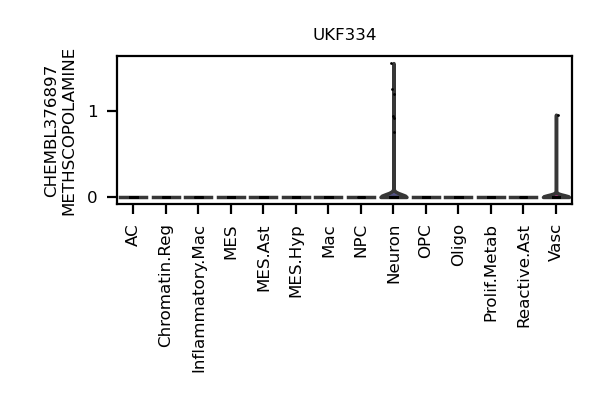 UKF334
CHEMBL376897
METHSCOPOLAMINE
1
0
AC
Chromatin.Reg
Inflammatory.Mac
MES
MES.Ast
MES.Hyp
Mac
NPC
Neuron
OPC
Oligo
Prolif.Metab
Reactive.Ast
Vasc